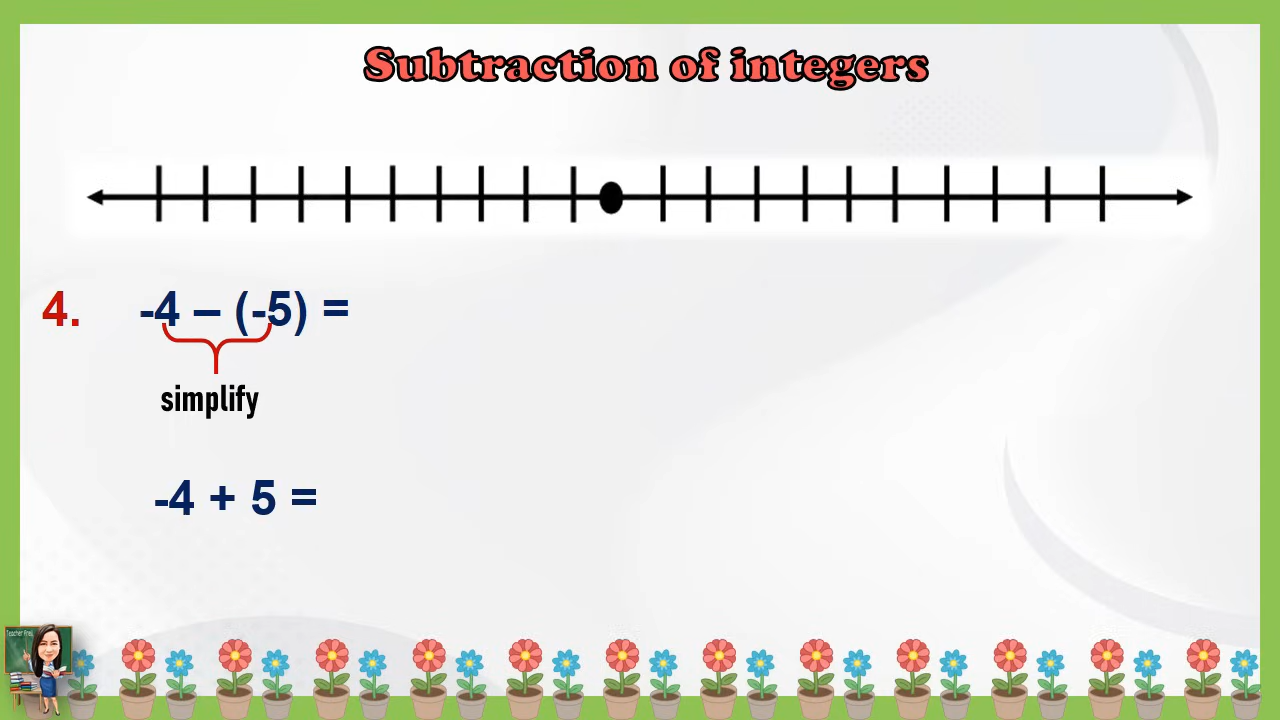 Subtraction of integers
4. -4 – (-5) =
simplify
-4 + 5 =